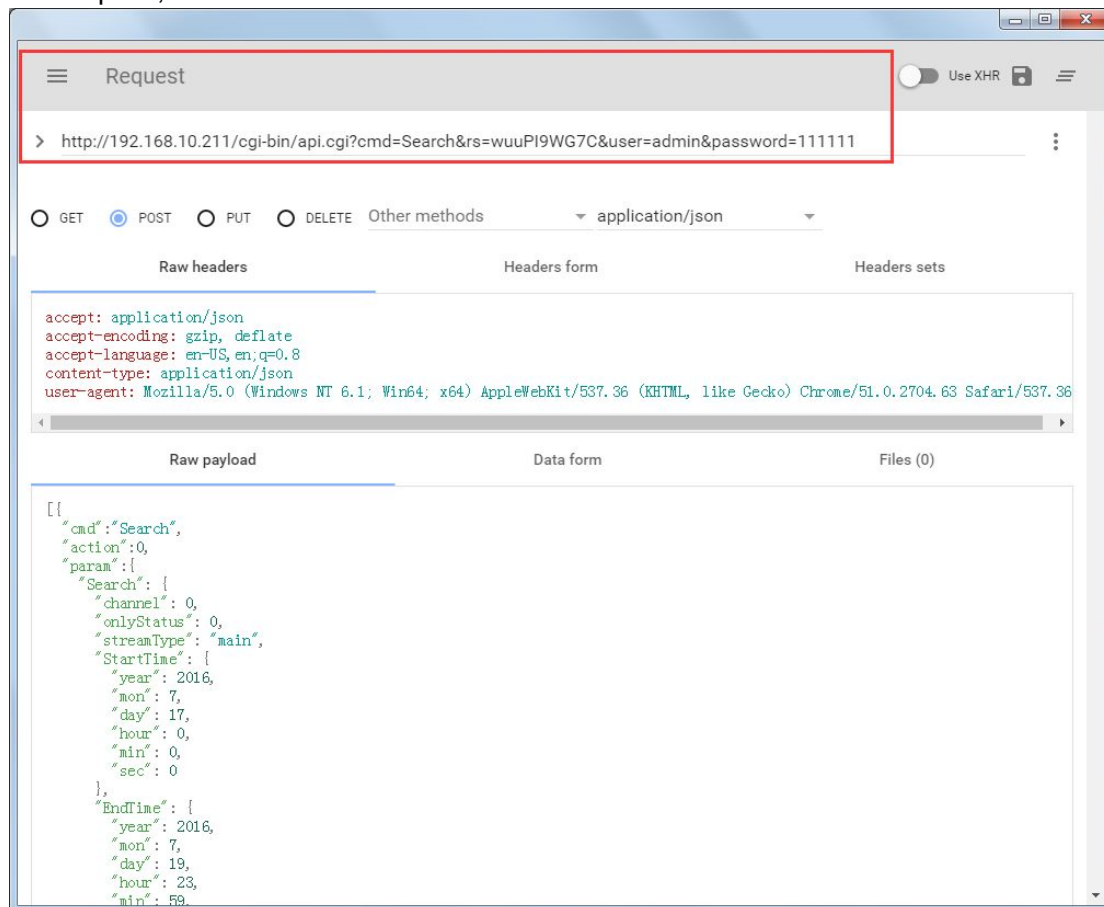 Request
Use XHR
http://192.168.10.211/cgi-bin/api.cgi?cmd=Search&rs=wuuPI9WG7C&user=admin&password=111111
GET POST PUT DELETE Other methods application/json
Raw headers Headers form Headers sets
accept: application/json
accept-encoding: gzip, deflate
accept-language: en-US,en;q=0.8
content-type: application/json
user-agent: Mozilla/5.0 (Windows NT 6.1; Win64; x64) AppleWebKit/537.36 (KHTML, like Gecko) Chrome/51.0.2704.63 Safari/537.36
Raw payload Data form Files (0)
[{
"cmd":"Search",
"action":0,
"param":{
"Search": {
"channel": 0,
"onlyStatus": 0,
"streamType": "main",
"StartTime": {
"year": 2016,
"mon": 7,
"day": 17,
"hour": 0,
"min": 0,
"sec": 0
},
"EndTime": {
"year": 2016,
"mon": 7,
"day": 19,
"hour": 23,
"min": 59,